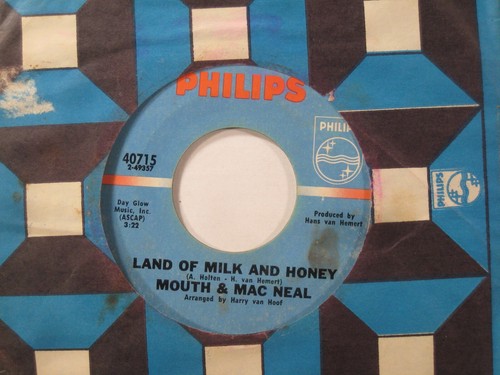 PHILIPS
PHILIPS
40715
2-49357
Day Glow
Music, Inc.
(ASCAP)
3:22
Produced by
Hans van Hemert
LAND OF MILK AND HONEY
(A. Holten - H. van Hemert)
MOUTH & MAC NEAL
Arranged by Harry van Hoof